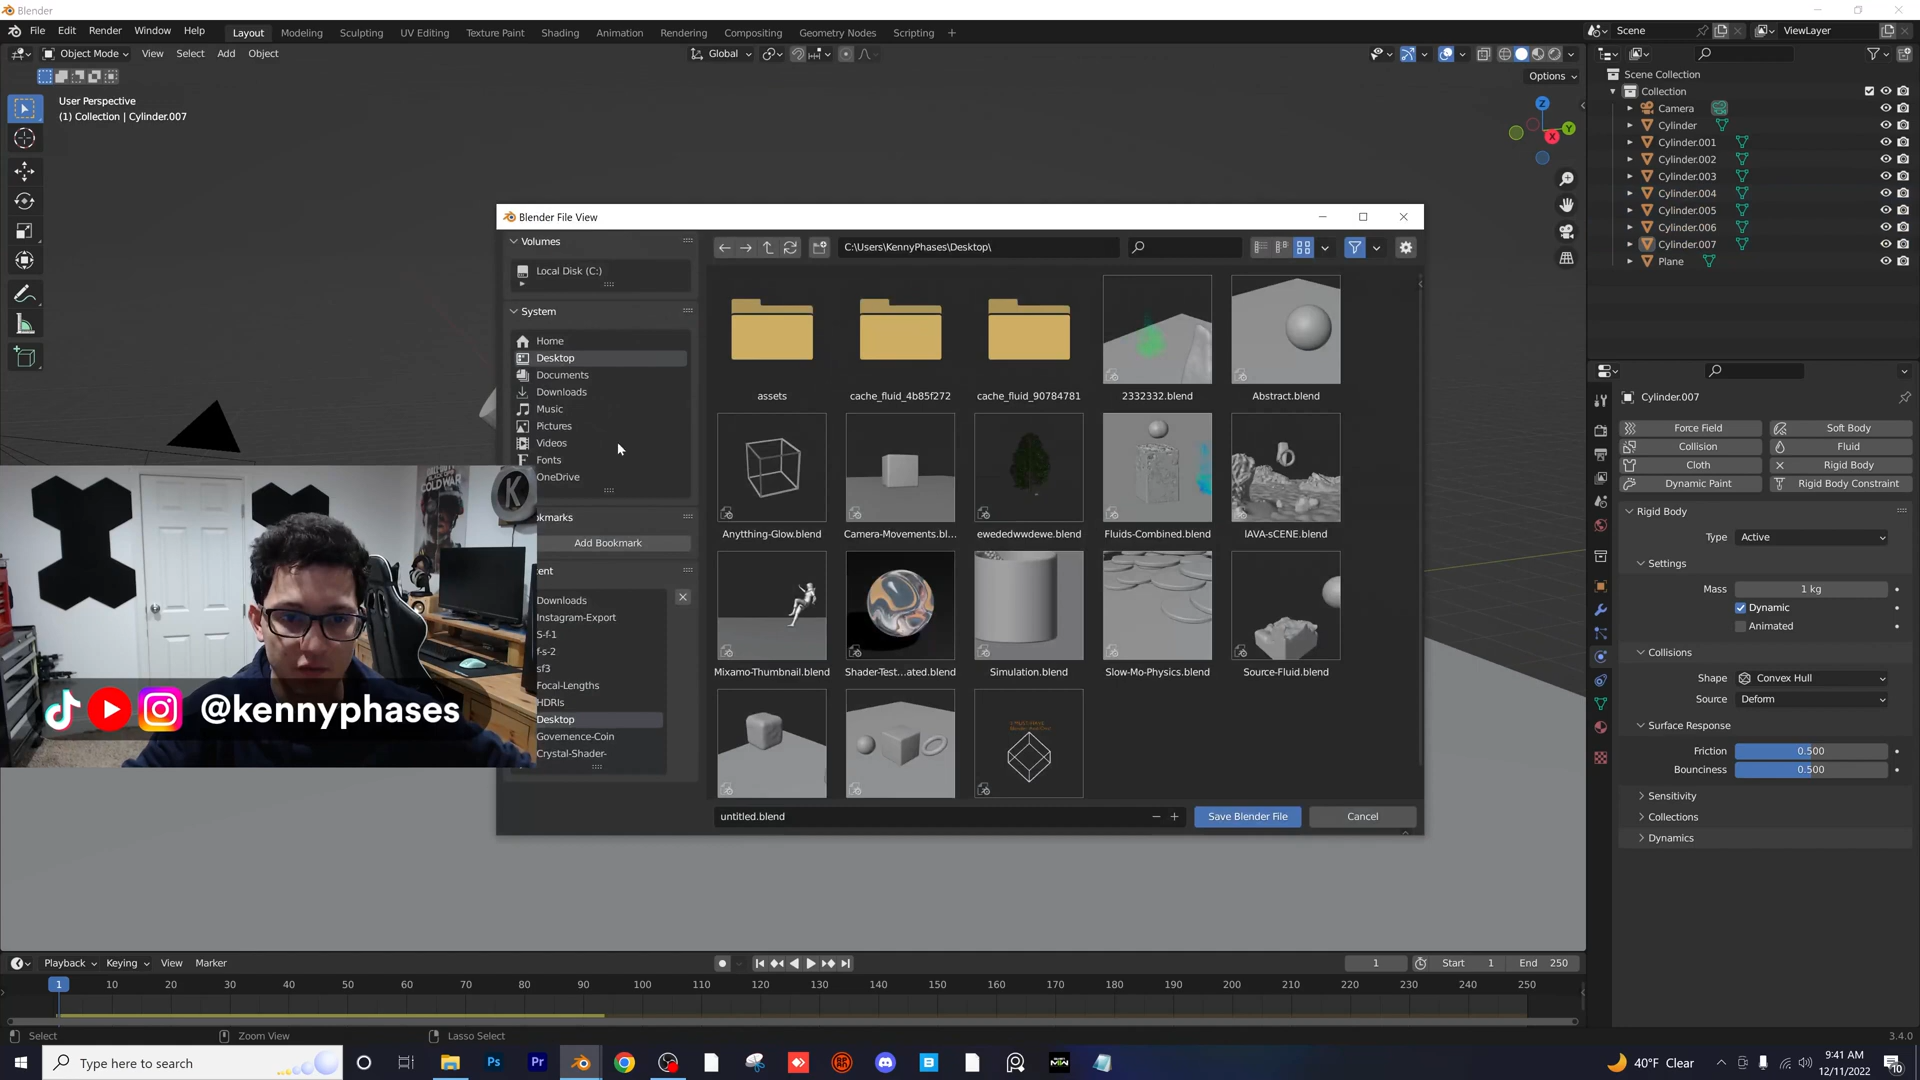 Blender
File Edit Render Window Help Layout Modeling Sculpting UV Editing Texture Paint Shading Animation Rendering Compositing Geometry Nodes Scripting + Scene ViewLayer
Object Mode View Select Add Object Global
Options
User Perspective
(1) Collection | Cylinder.007
Z
Y
X
Scene Collection
Collection
Camera
Cylinder
Cylinder.001
Cylinder.002
Cylinder.003
Cylinder.004
Cylinder.005
Cylinder.006
Cylinder.007
Plane
Blender File View
Volumes
Local Disk (C:)
System
Home
Desktop
Documents
Downloads
Music
Pictures
Videos
Fonts
OneDrive
okmarks
Add Bookmark
ent
Downloads
Instagram-Export
S-f-1
f-s-2
sf3
Focal-Lengths
HDRIs
Desktop
Governence-Coin
Crystal-Shader-
C:\Users\KennyPhases\Desktop\
assets cache_fluid_4b85f272 cache_fluid_90784781 2332332.blend Abstract.blend
Anytthing-Glow.blend Camera-Movements.bl... ewededwwdewe.blend Fluids-Combined.blend lAVA-sCENE.blend
Mixamo-Thumbnail.blend Shader-Test...ated.blend Simulation.blend Slow-Mo-Physics.blend Source-Fluid.blend
untitled.blend
Save Blender File Cancel
COLD WAR
K
@kennyphases
Cylinder.007
Force Field Soft Body
Collision Fluid
Cloth Rigid Body
Dynamic Paint Rigid Body Constraint
Rigid Body
Type Active
Settings
Mass 1 kg
Dynamic
Animated
Collisions
Shape Convex Hull
Source Deform
Surface Response
Friction 0.500
Bounciness 0.500
Sensitivity
Collections
Dynamics
Playback Keying View Marker 1 Start 1 End 250
1 10 20 30 40 50 60 70 80 90 100 110 120 130 140 150 160 170 180 190 200 210 220 230 240 250
Select Zoom View Lasso Select 3.4.0
Type here to search Ps Pr 40°F Clear 9:41 AM
12/11/2022
10